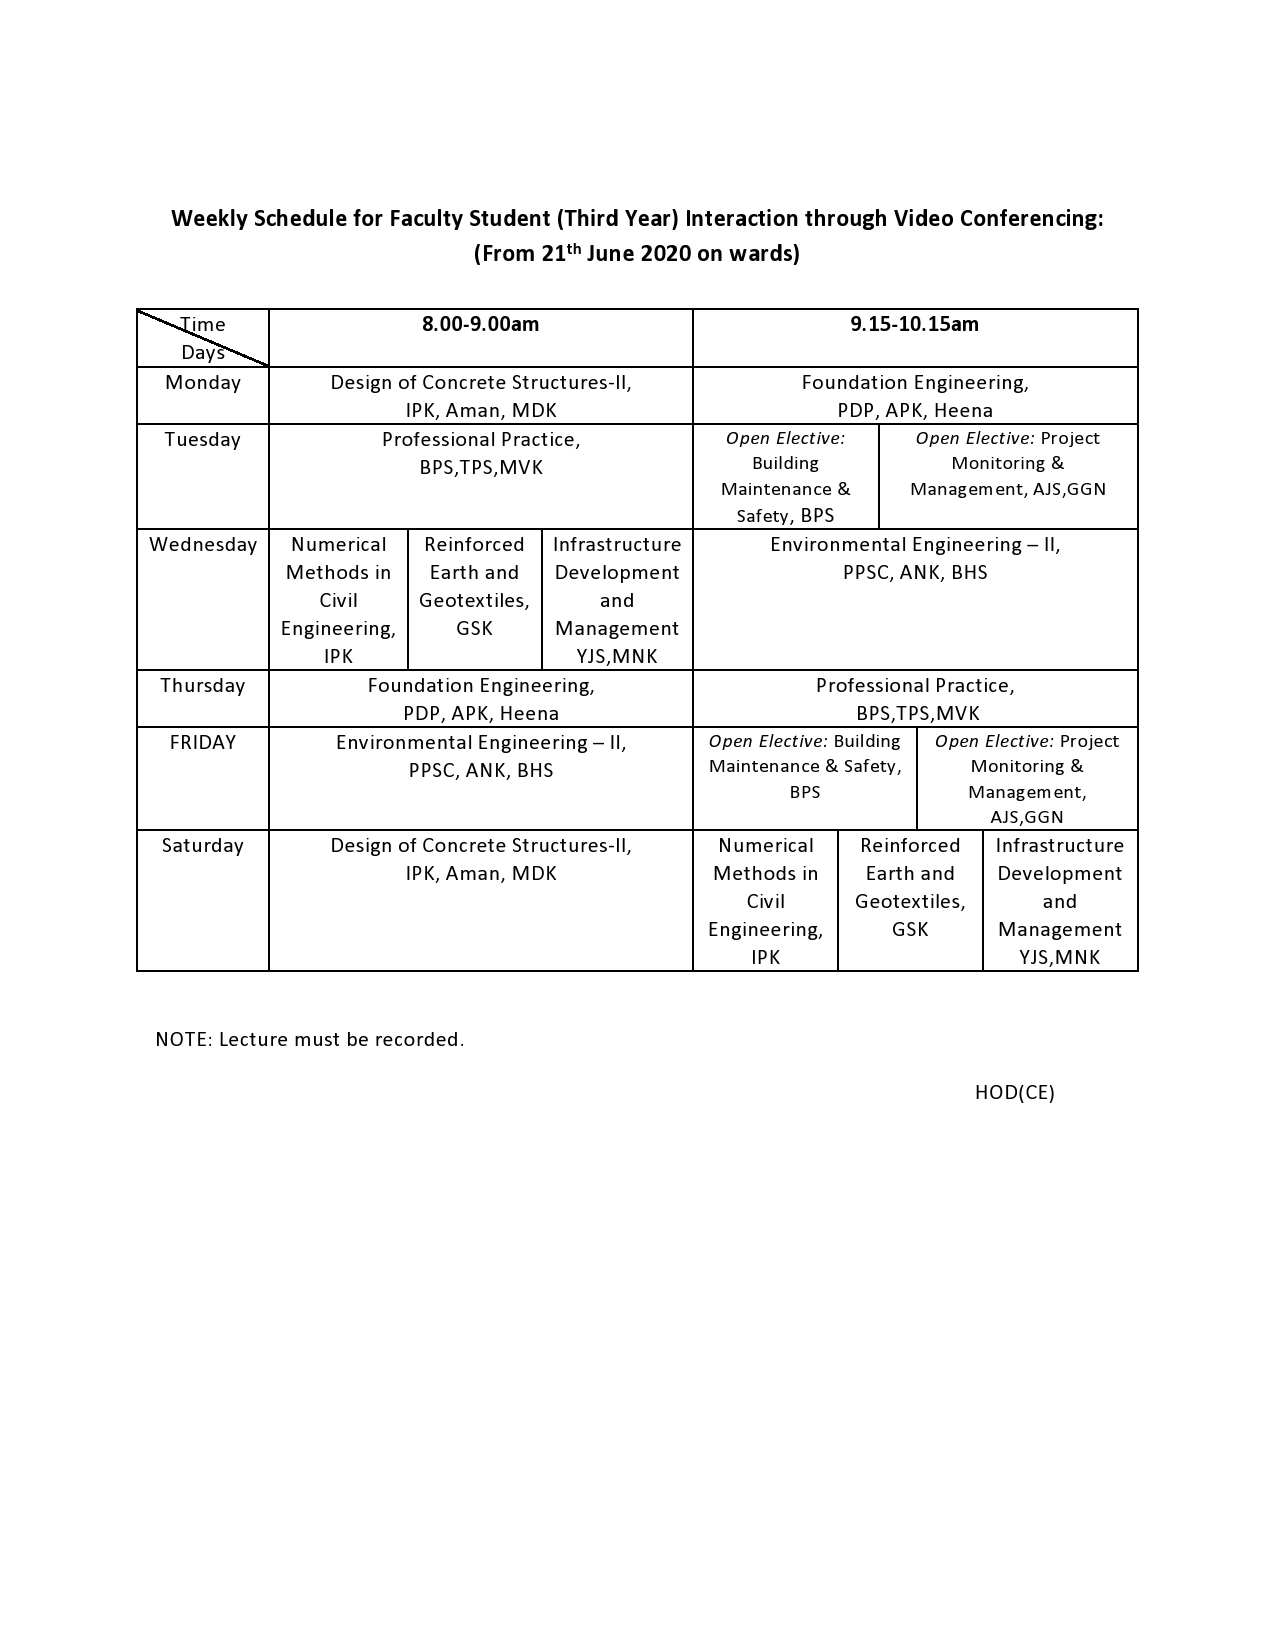 Weekly Schedule for Faculty Student (Third Year) Interaction through Video Conferencing:
(From 21th June 2020 on wards)
Time
Days
8.00-9.00am
9.15-10.15am
Monday
Design of Concrete Structures-II,
IPK, Aman, MDK
Foundation Engineering,
PDP, APK, Heena
Tuesday
Professional Practice,
BPS,TPS,MVK
Open Elective:
Building
Maintenance &
Safety, BPS
Open Elective: Project
Monitoring &
Management, AJS,GGN
Wednesday
Numerical
Methods in
Civil
Engineering,
IPK
Reinforced
Earth and
Geotextiles,
GSK
Infrastructure
Development
and
Management
YJS,MNK
Environmental Engineering – II,
PPSC, ANK, BHS
Thursday
Foundation Engineering,
PDP, APK, Heena
Professional Practice,
BPS,TPS,MVK
FRIDAY
Environmental Engineering – II,
PPSC, ANK, BHS
Open Elective: Building
Maintenance & Safety,
BPS
Open Elective: Project
Monitoring &
Management,
AJS,GGN
Saturday
Design of Concrete Structures-II,
IPK, Aman, MDK
Numerical
Methods in
Civil
Engineering,
IPK
Reinforced
Earth and
Geotextiles,
GSK
Infrastructure
Development
and
Management
YJS,MNK
NOTE: Lecture must be recorded.
HOD(CE)